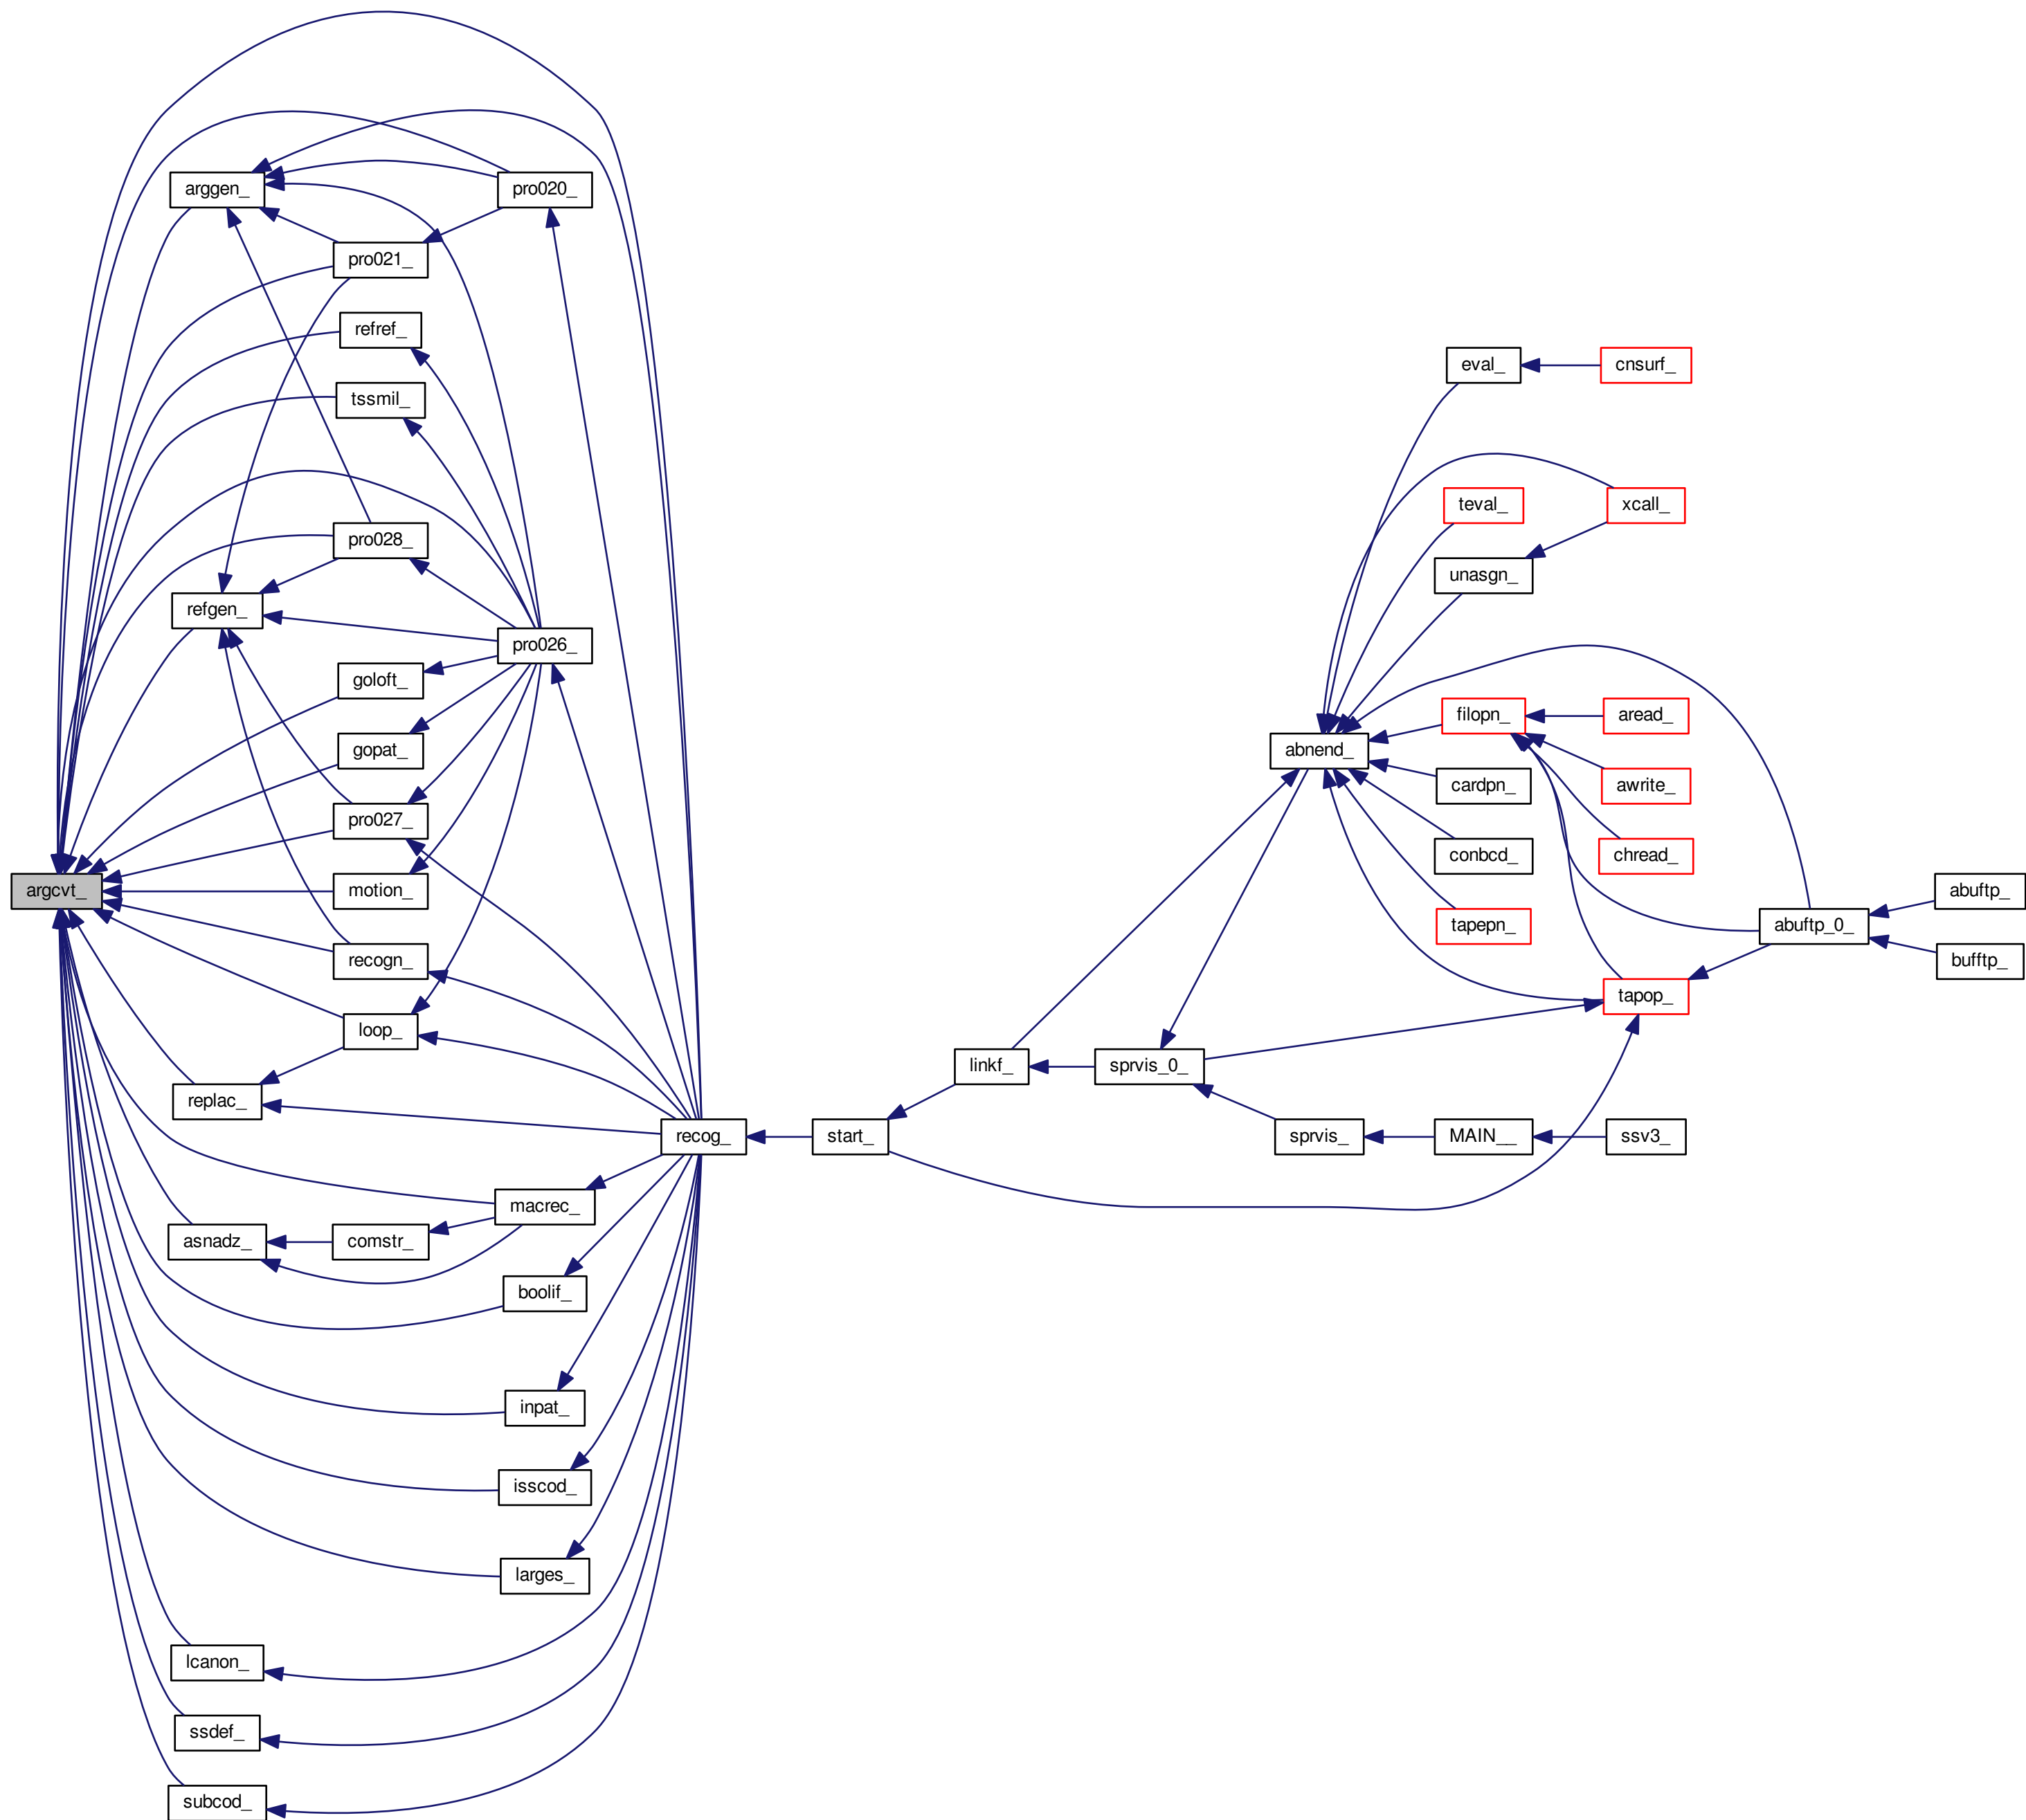 arggen_
pro020_
pro021_
refref_
eval_
cnsurf_
tssmil_
teval_
xcall_
pro028_
unasgn_
refgen_
pro026_
goloft_
filopn_
aread_
gopat_
abnend_
cardpn_
awrite_
pro027_
conbcd_
chread_
argcvt_
motion_
abuftp_
tapepn_
abuftp_0_
recogn_
bufftp_
tapop_
loop_
linkf_
sprvis_0_
replac_
recog_
start_
sprvis_
MAIN__
ssv3_
macrec_
asnadz_
comstr_
boolif_
inpat_
isscod_
larges_
lcanon_
ssdef_
subcod_